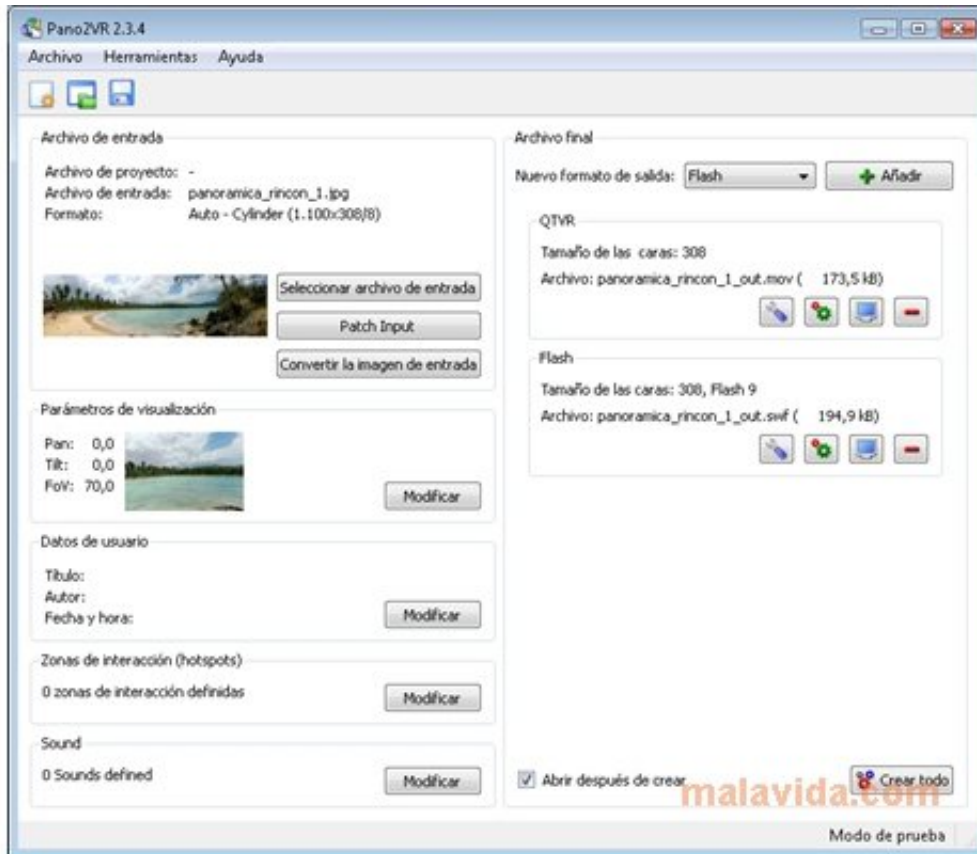 Pano2VR 2.3.4
Archivo Herramientas Ayuda
Archivo de entrada
Archivo de proyecto: -
Archivo de entrada: panoramica_rincon_1.jpg
Formato: Auto - Cylinder (1.100x308/8)
Seleccionar archivo de entrada
Patch Input
Convertir la imagen de entrada
Parámetros de visualización
Pan: 0,0
Tilt: 0,0
FoV: 70,0
Modificar
Datos de usuario
Título:
Autor:
Fecha y hora:
Modificar
Zonas de interacción (hotspots)
0 zonas de interacción definidas
Modificar
Sound
0 Sounds defined
Modificar
Archivo final
Nuevo formato de salida: Flash Añadir
QTVR
Tamaño de las caras: 308
Archivo: panoramica_rincon_1_out.mov ( 173,5 kB)
Flash
Tamaño de las caras: 308, Flash 9
Archivo: panoramica_rincon_1_out.swf ( 194,9 kB)
Abrir después de crear
Crear todo
malavida.com
Modo de prueba